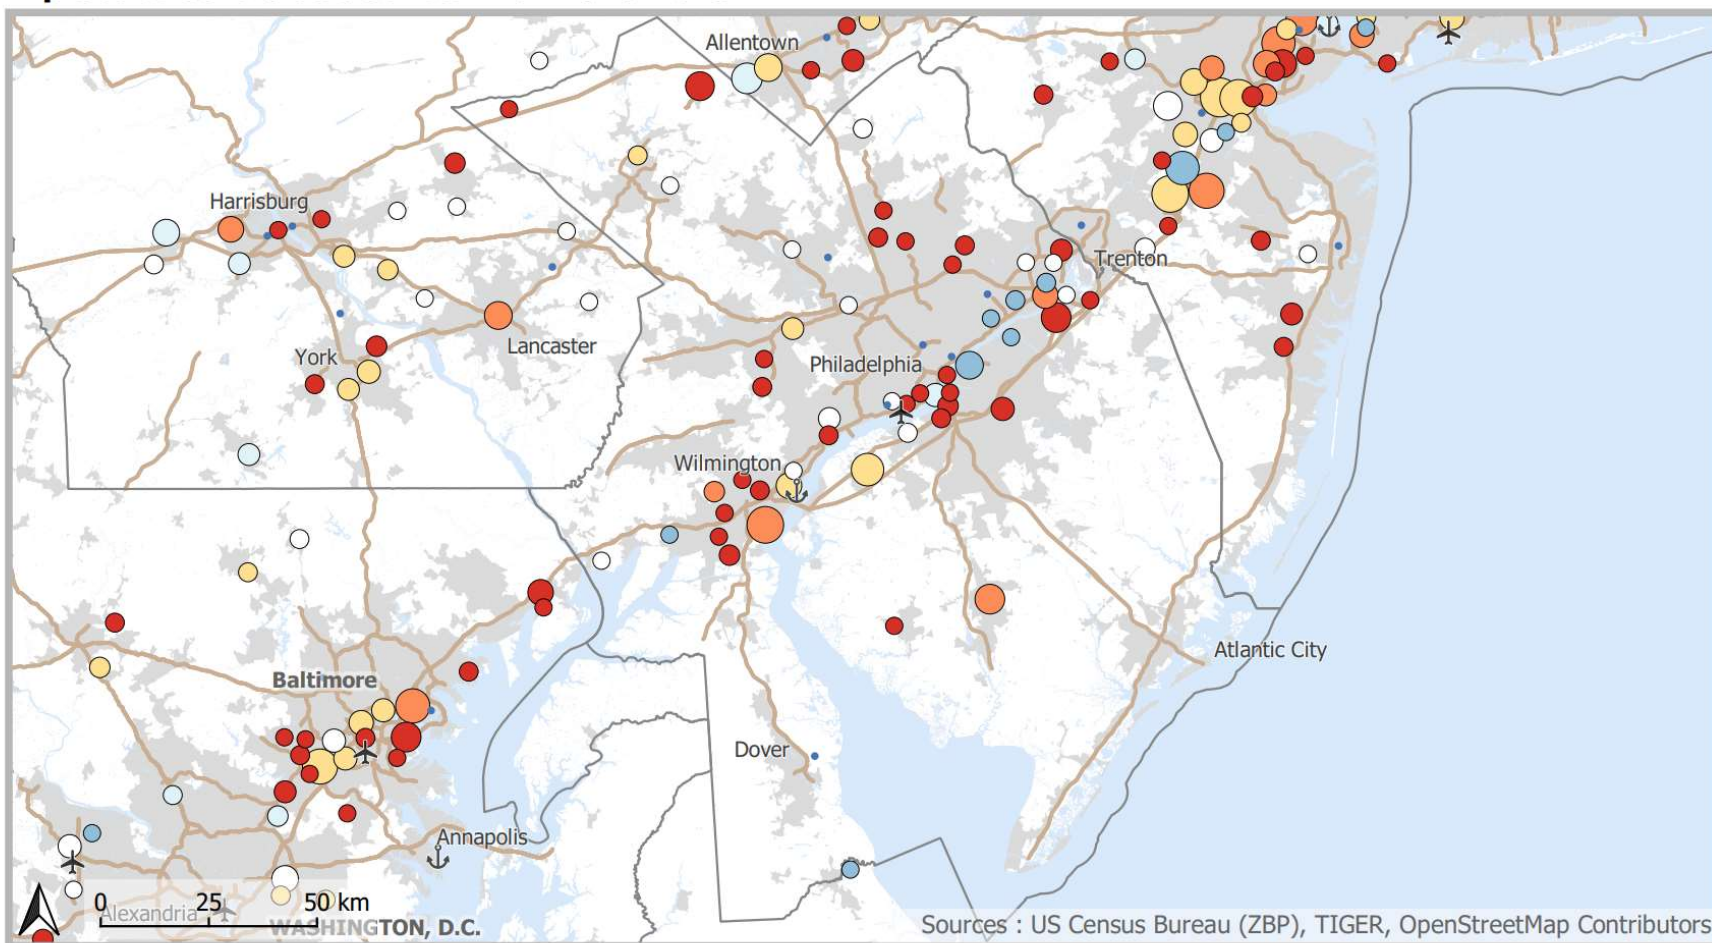 Allentown
Harrisburg
Trenton
York
Lancaster
Philadelphia
Wilmington
Atlantic City
Baltimore
Dover
Annapolis
0 25 50 km
Alexandria
WASHINGTON, D.C.
Sources : US Census Bureau (ZBP), TIGER, OpenStreetMap Contributors